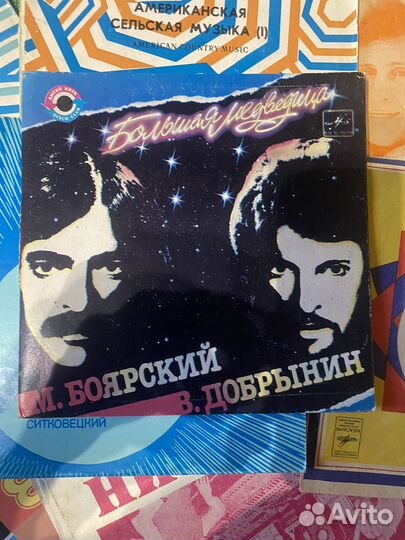 АМЕРИКАНСКАЯ
СЕЛЬСКАЯ МУЗЫКА (I)
AMERICAN COUNTRY MUSIC
Большая медведица
М. БОЯРСКИЙ
В. ДОБРЫНИН
СИТКОВЕЦКИЙ
Avito